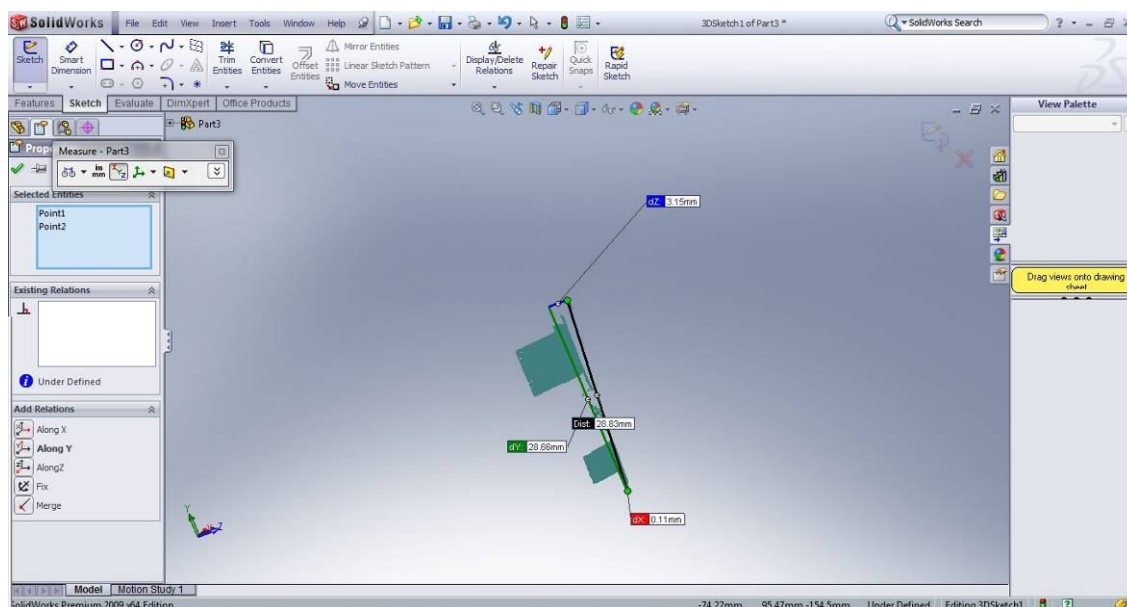 SolidWorks File Edit View Insert Tools Window Help 3DSketch1 of Part3 * SolidWorks Search
Sketch Smart Dimension Trim Entities Convert Entities Offset Entities Mirror Entities Linear Sketch Pattern Move Entities Display/Delete Relations Repair Sketch Quick Snaps Rapid Sketch
Features Sketch Evaluate DimXpert Office Products View Palette
Part3
Measure - Part3
in mm
Selected Entities
Point1
Point2
dZ: 3.15mm
Drag views onto drawing sheet
Existing Relations
Under Defined
Dist: 28.83mm
dY: 28.66mm
dX: 0.11mm
Add Relations
Along X
Along Y
AlongZ
Fix
Merge
Y Z
Model Motion Study 1
SolidWorks Premium 2009 x64 Edition -74.22mm 95.47mm -154.5mm Under Defined Editing 3DSketch1